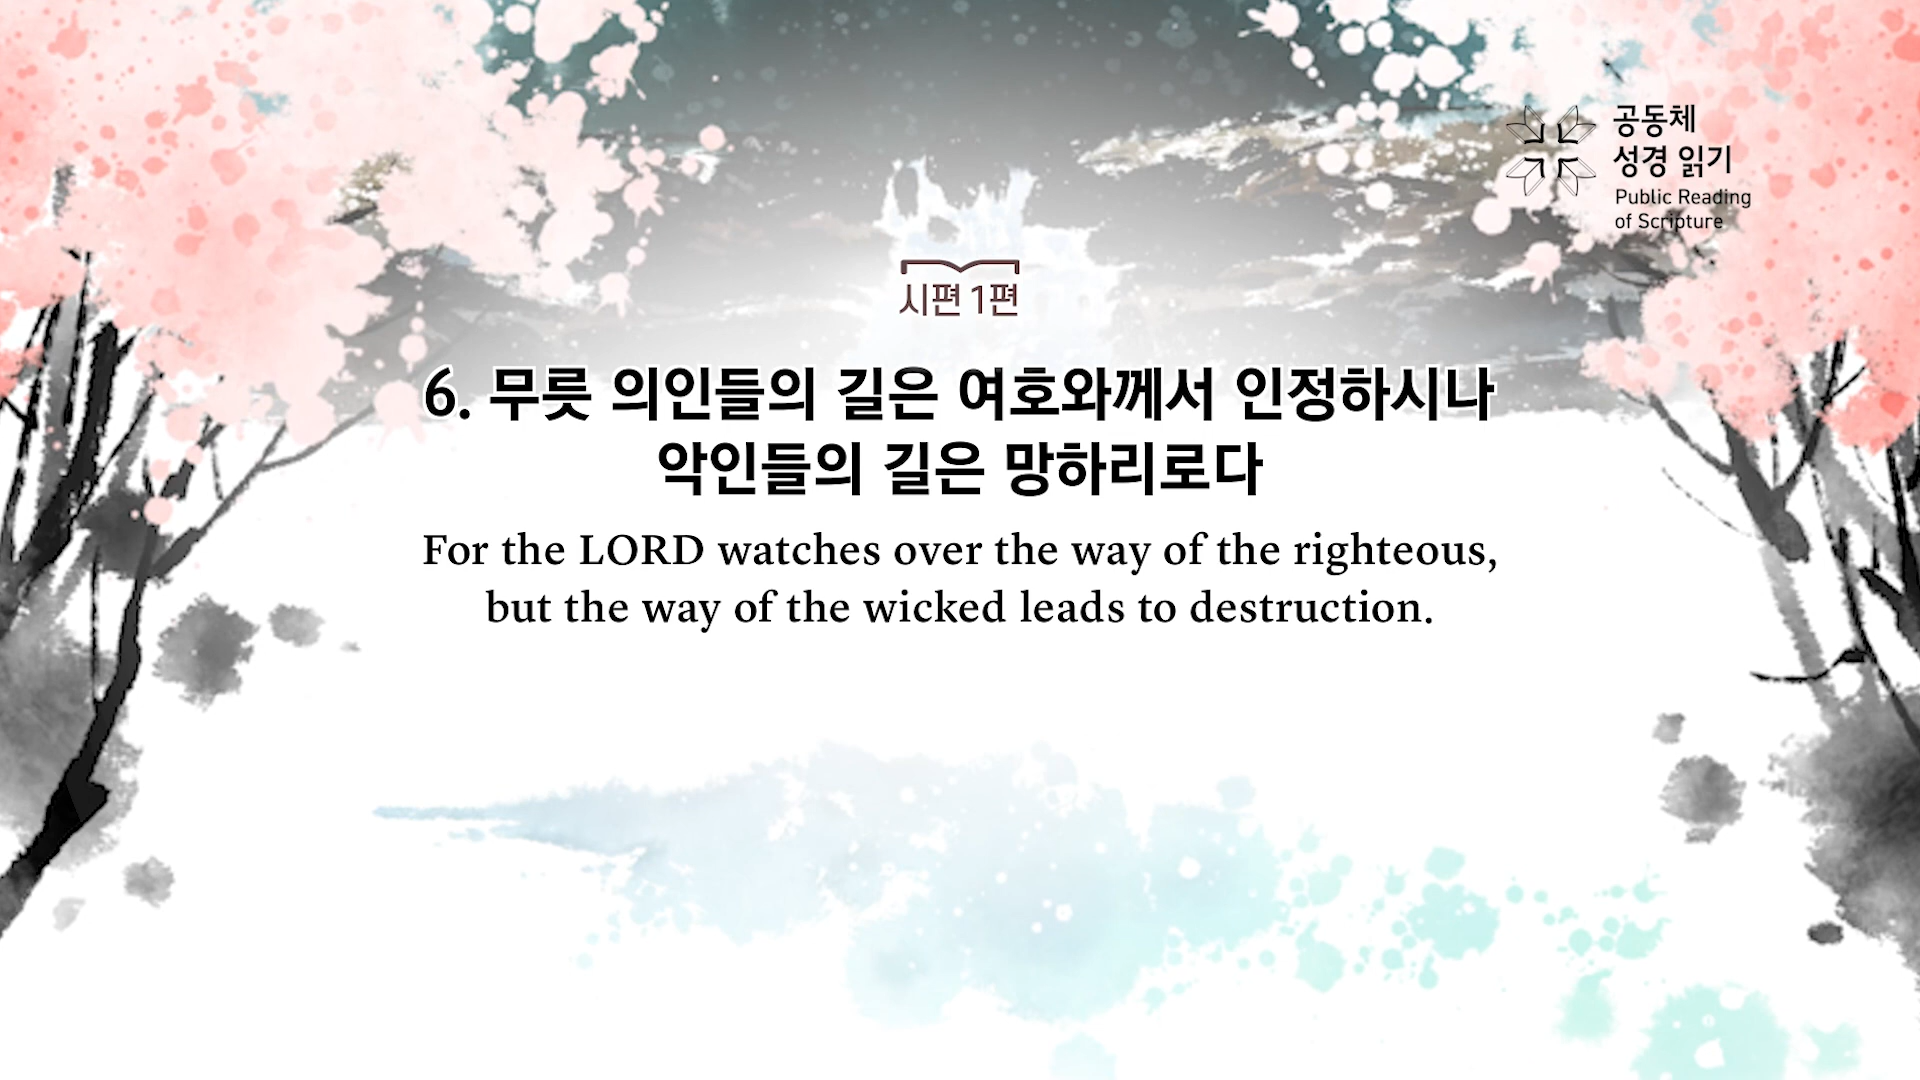 공동체
성경 읽기
Public Reading
of Scripture
시편 1편
6. 무릇 의인들의 길은 여호와께서 인정하시나
악인들의 길은 망하리로다
For the LORD watches over the way of the righteous,
but the way of the wicked leads to destruction.